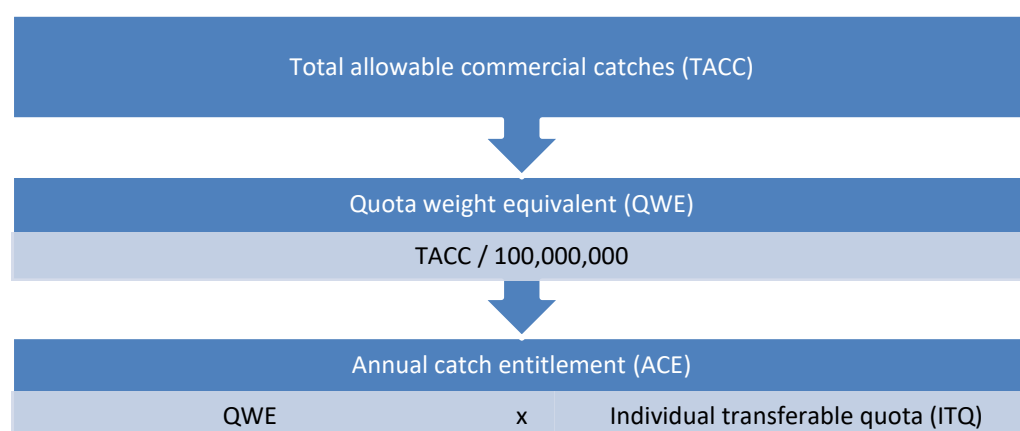 Total allowable commercial catches (TACC)
Quota weight equivalent (QWE)
TACC / 100,000,000
Annual catch entitlement (ACE)
QWE x Individual transferable quota (ITQ)